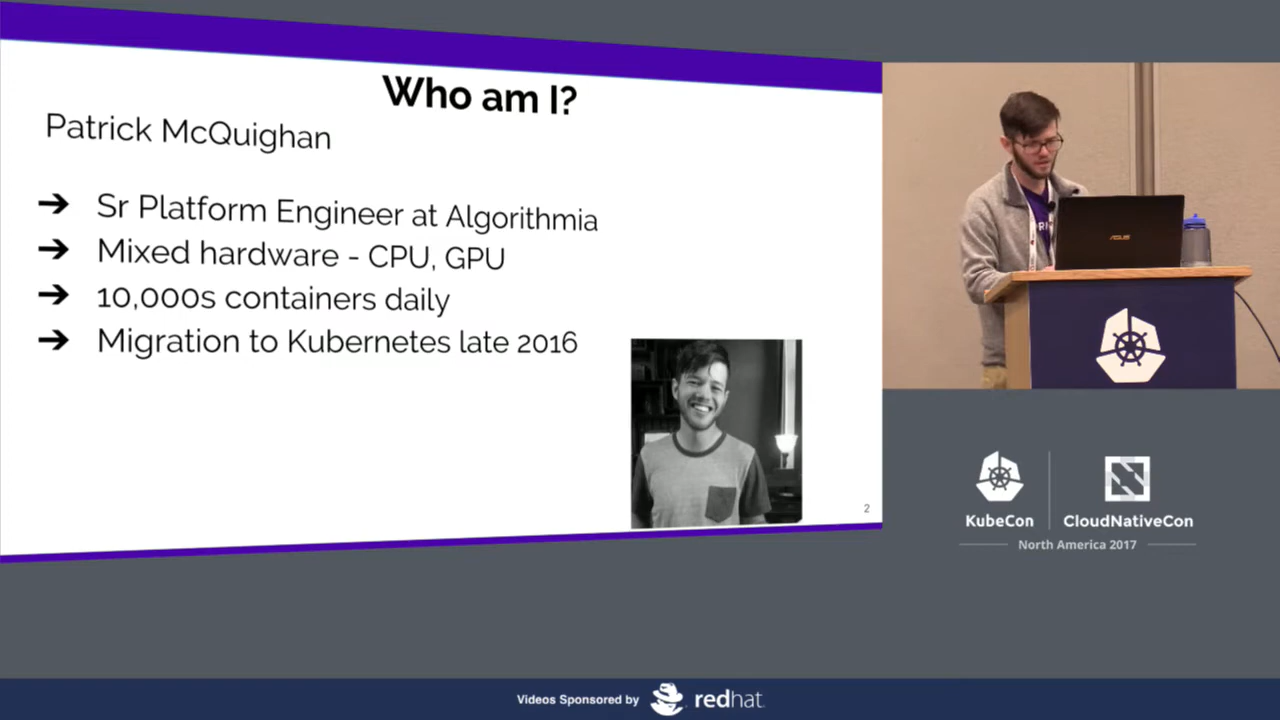 Who am I?
Patrick McQuighan
➔ Sr Platform Engineer at Algorithmia
➔ Mixed hardware - CPU, GPU
➔ 10,000s containers daily
➔ Migration to Kubernetes late 2016
2
ASUS
KubeCon
CloudNativeCon
North America 2017
Videos Sponsored by
redhat.